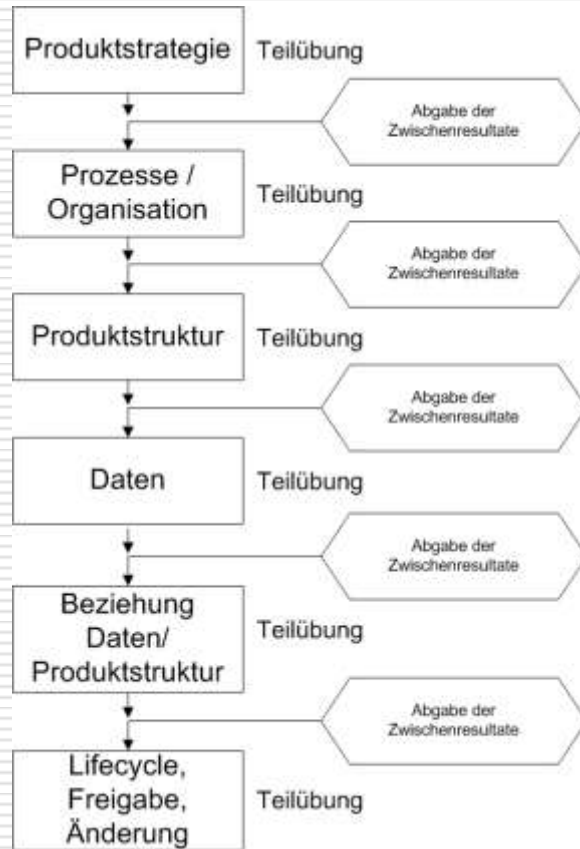 Produktstrategie
Teilübung
Abgabe der
Zwischenresultate
Prozesse /
Organisation
Teilübung
Abgabe der
Zwischenresultate
Produktstruktur
Teilübung
Abgabe der
Zwischenresultate
Daten
Teilübung
Abgabe der
Zwischenresultate
Beziehung
Daten/
Produktstruktur
Teilübung
Abgabe der
Zwischenresultate
Lifecycle,
Freigabe,
Änderung
Teilübung